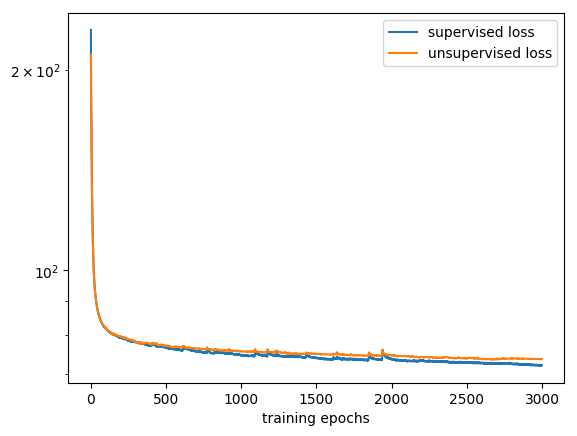 supervised loss
unsupervised loss
2 × 10²
10²
0 500 1000 1500 2000 2500 3000
training epochs